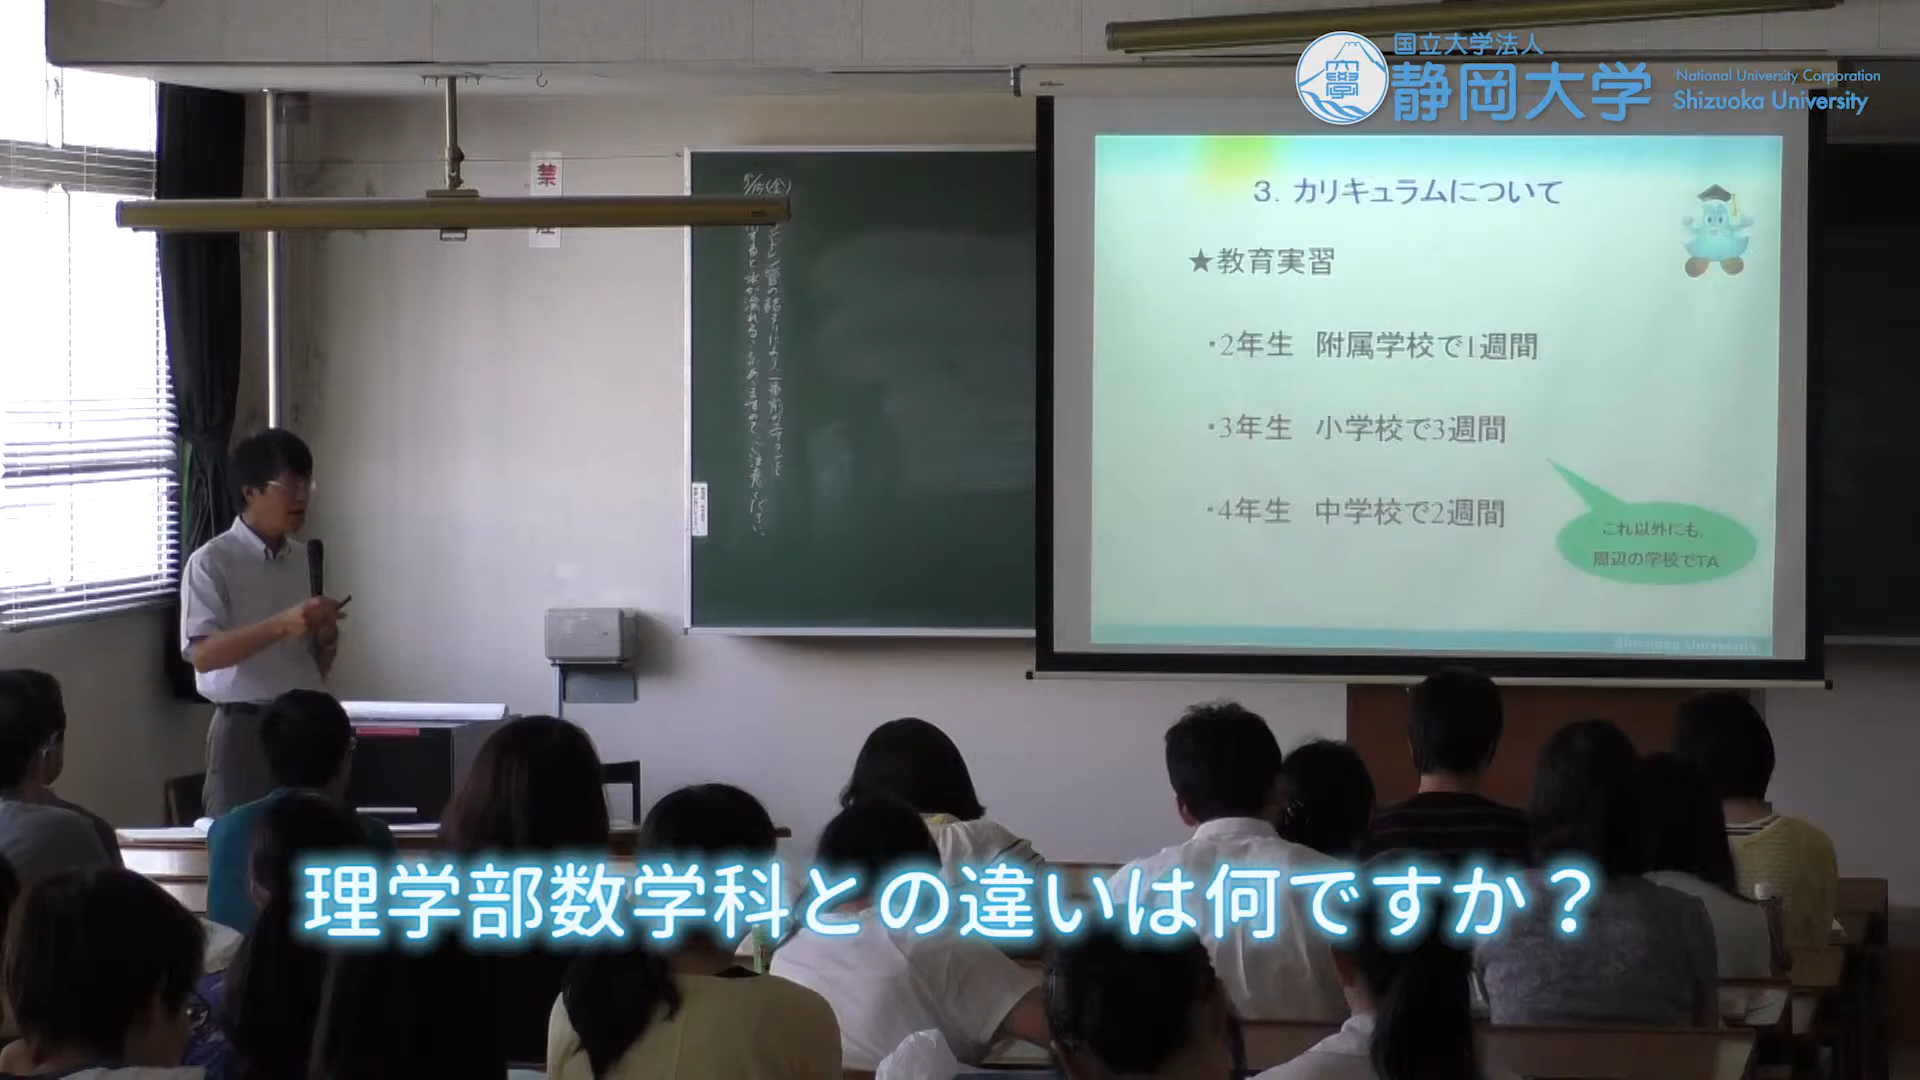 国立大学法人
静岡大学
National University Corporation
Shizuoka University
禁
3. カリキュラムについて
★教育実習
・2年生 附属学校で1週間
・3年生 小学校で3週間
・4年生 中学校で2週間
これ以外にも、
周辺の学校でTA
Shizuoka University
理学部数学科との違いは何ですか？